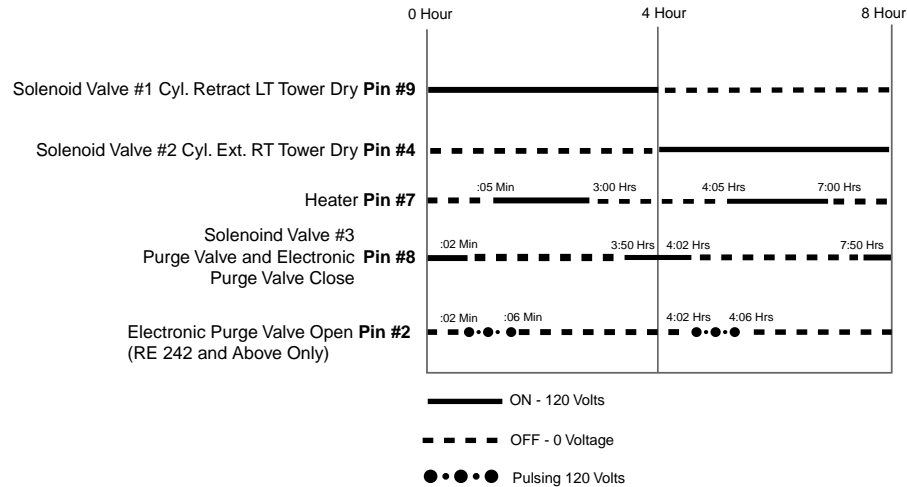 0 Hour 4 Hour 8 Hour
Solenoid Valve #1 Cyl. Retract LT Tower Dry Pin #9
Solenoid Valve #2 Cyl. Ext. RT Tower Dry Pin #4
:05 Min 3:00 Hrs 4:05 Hrs 7:00 Hrs
Heater Pin #7
Solenoind Valve #3
:02 Min 3:50 Hrs 4:02 Hrs 7:50 Hrs
Purge Valve and Electronic Pin #8
Purge Valve Close
:02 Min :06 Min 4:02 Hrs 4:06 Hrs
Electronic Purge Valve Open Pin #2
(RE 242 and Above Only)
ON - 120 Volts
OFF - 0 Voltage
Pulsing 120 Volts